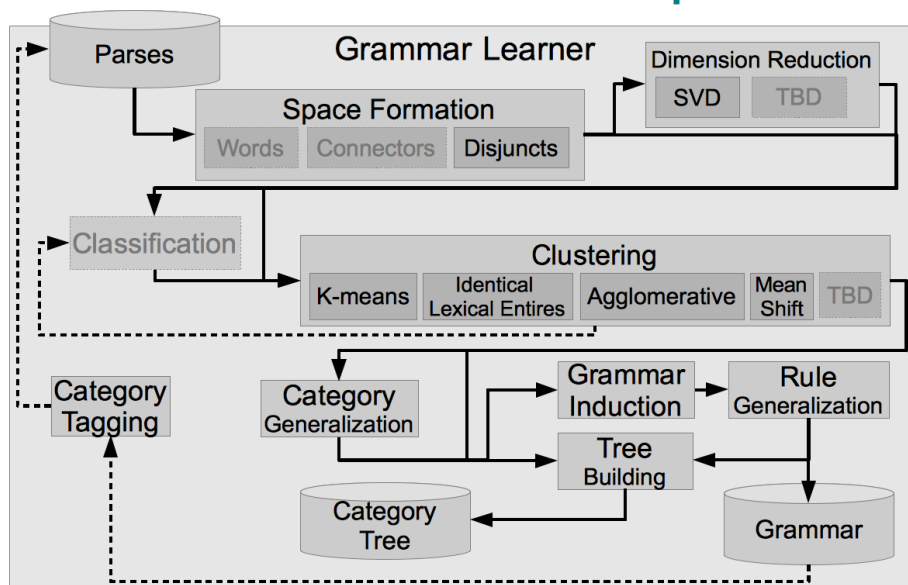 Parses
Grammar Learner
Dimension Reduction
SVD
TBD
Space Formation
Words
Connectors
Disjuncts
Classification
Clustering
K-means
Identical
Lexical Entires
Agglomerative
Mean
Shift
TBD
Category
Tagging
Category
Generalization
Grammar
Induction
Rule
Generalization
Tree
Building
Category
Tree
Grammar